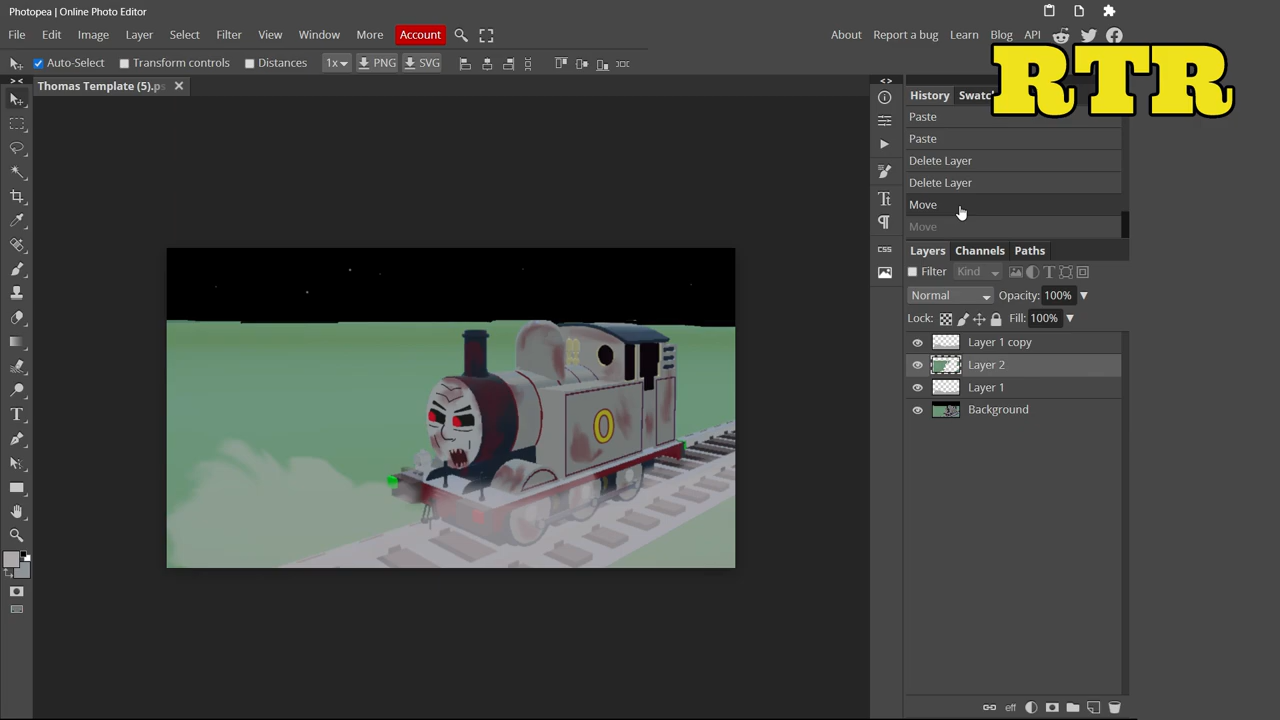 Photopea | Online Photo Editor
File Edit Image Layer Select Filter View Window More Account
About Report a bug Learn Blog API
Auto-Select Transform controls Distances 1x PNG SVG
RTR
Thomas Template (5).ps
History Swatc
Paste
Paste
Delete Layer
Delete Layer
Move
Move
Layers Channels Paths
Filter Kind
Normal Opacity: 100%
Lock: Fill: 100%
Layer 1 copy
Layer 2
Layer 1
Background
CSS
eff